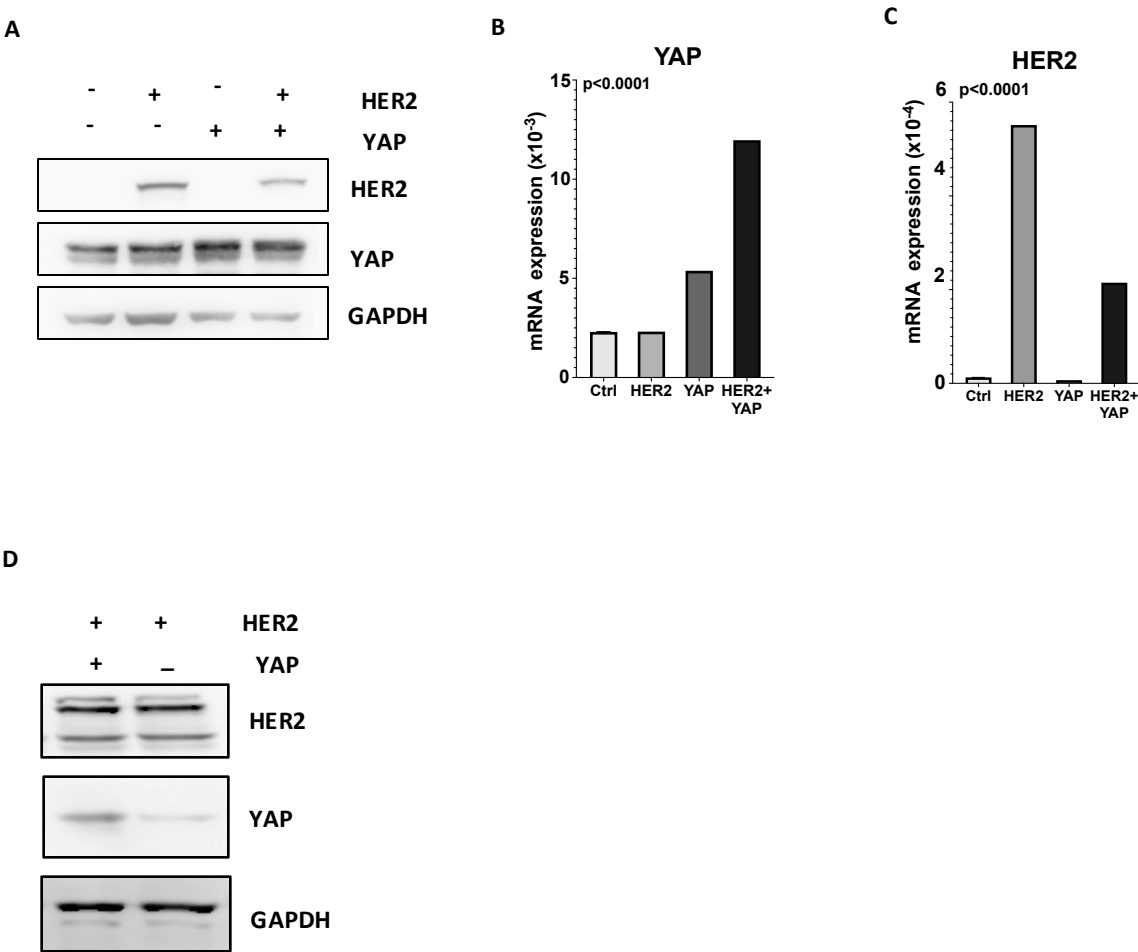 A
- + - + HER2
- - + + YAP
HER2
YAP
GAPDH
B
YAP
p<0.0001
mRNA expression (x10⁻³)
15
10
5
0
Ctrl HER2 YAP HER2+
YAP
C
HER2
p<0.0001
mRNA expression (x10⁻⁴)
6
4
2
0
Ctrl HER2 YAP HER2+
YAP
D
+ + HER2
+ – YAP
HER2
YAP
GAPDH